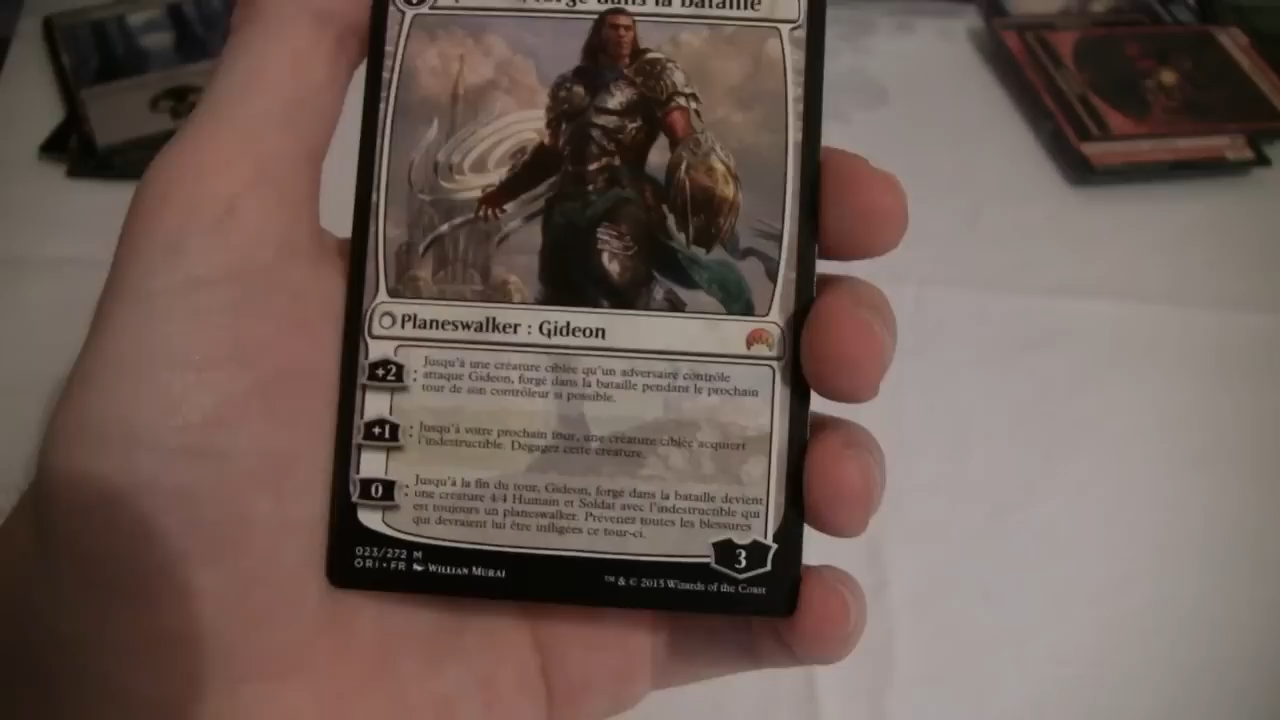 forgé dans la bataille
Planeswalker : Gideon
+2 : Jusqu'à une créature ciblée qu'un adversaire contrôle
attaque Gideon, forgé dans la bataille pendant le prochain
tour de son contrôleur si possible.
+1 : Jusqu'à votre prochain tour, une créature ciblée acquiert
l'indestructible. Dégagez cette créature.
0 : Jusqu'à la fin du tour, Gideon, forgé dans la bataille devient
une créature 4/4 Humain et Soldat avec l'indestructible qui
est toujours un planeswalker. Prévenez toutes les blessures
qui devraient lui être infligées ce tour-ci.
3
023/272 M
ORI • FR Willian Murai
™ & © 2015 Wizards of the Coast